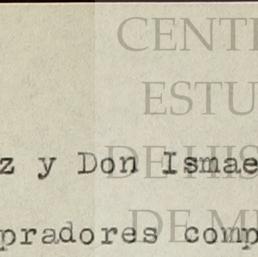 CENT
ESTU
z y Don Ismae
DE HIS
pradores comp
DE M